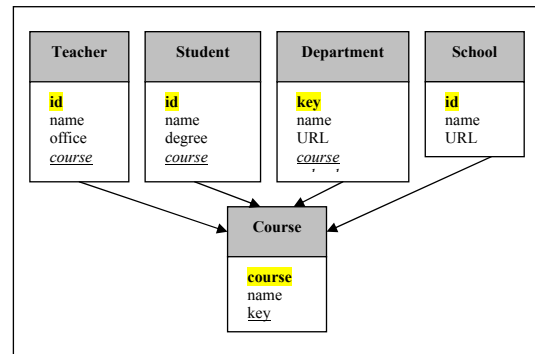 Teacher
id
name
office
course
Student
id
name
degree
course
Department
key
name
URL
course
School
id
name
URL
Course
course
name
key